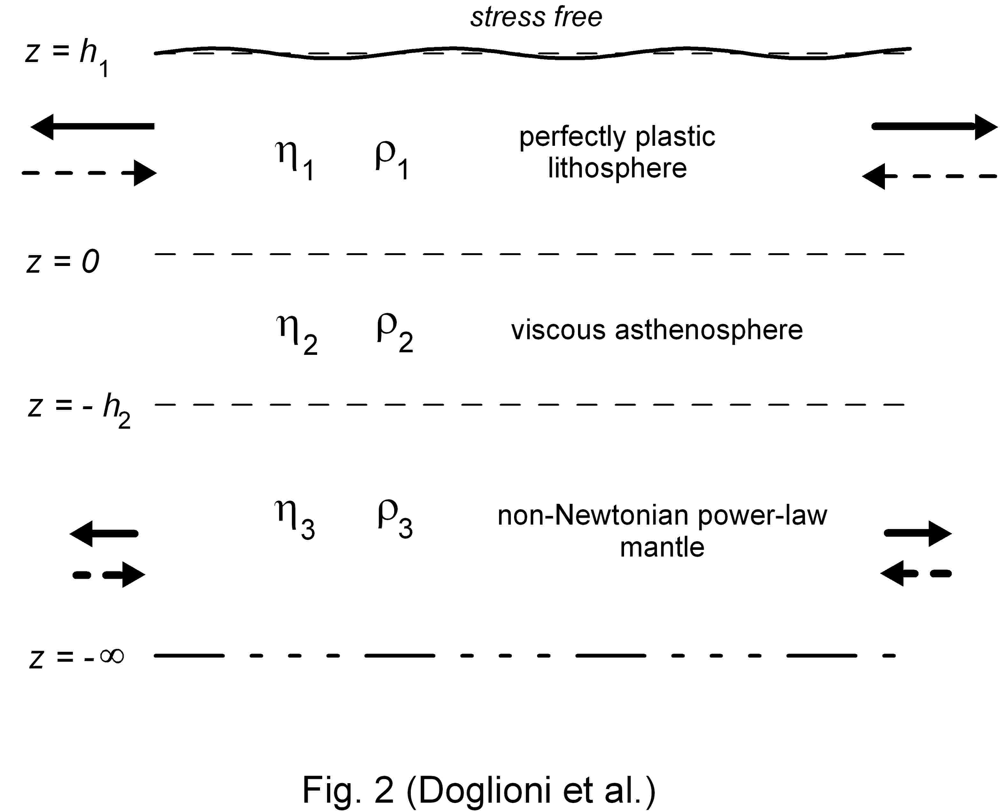 stress free
z = h1
η1 ρ1 perfectly plastic
lithosphere
z = 0
η2 ρ2 viscous asthenosphere
z = - h2
η3 ρ3 non-Newtonian power-law
mantle
z = -∞
Fig. 2 (Doglioni et al.)